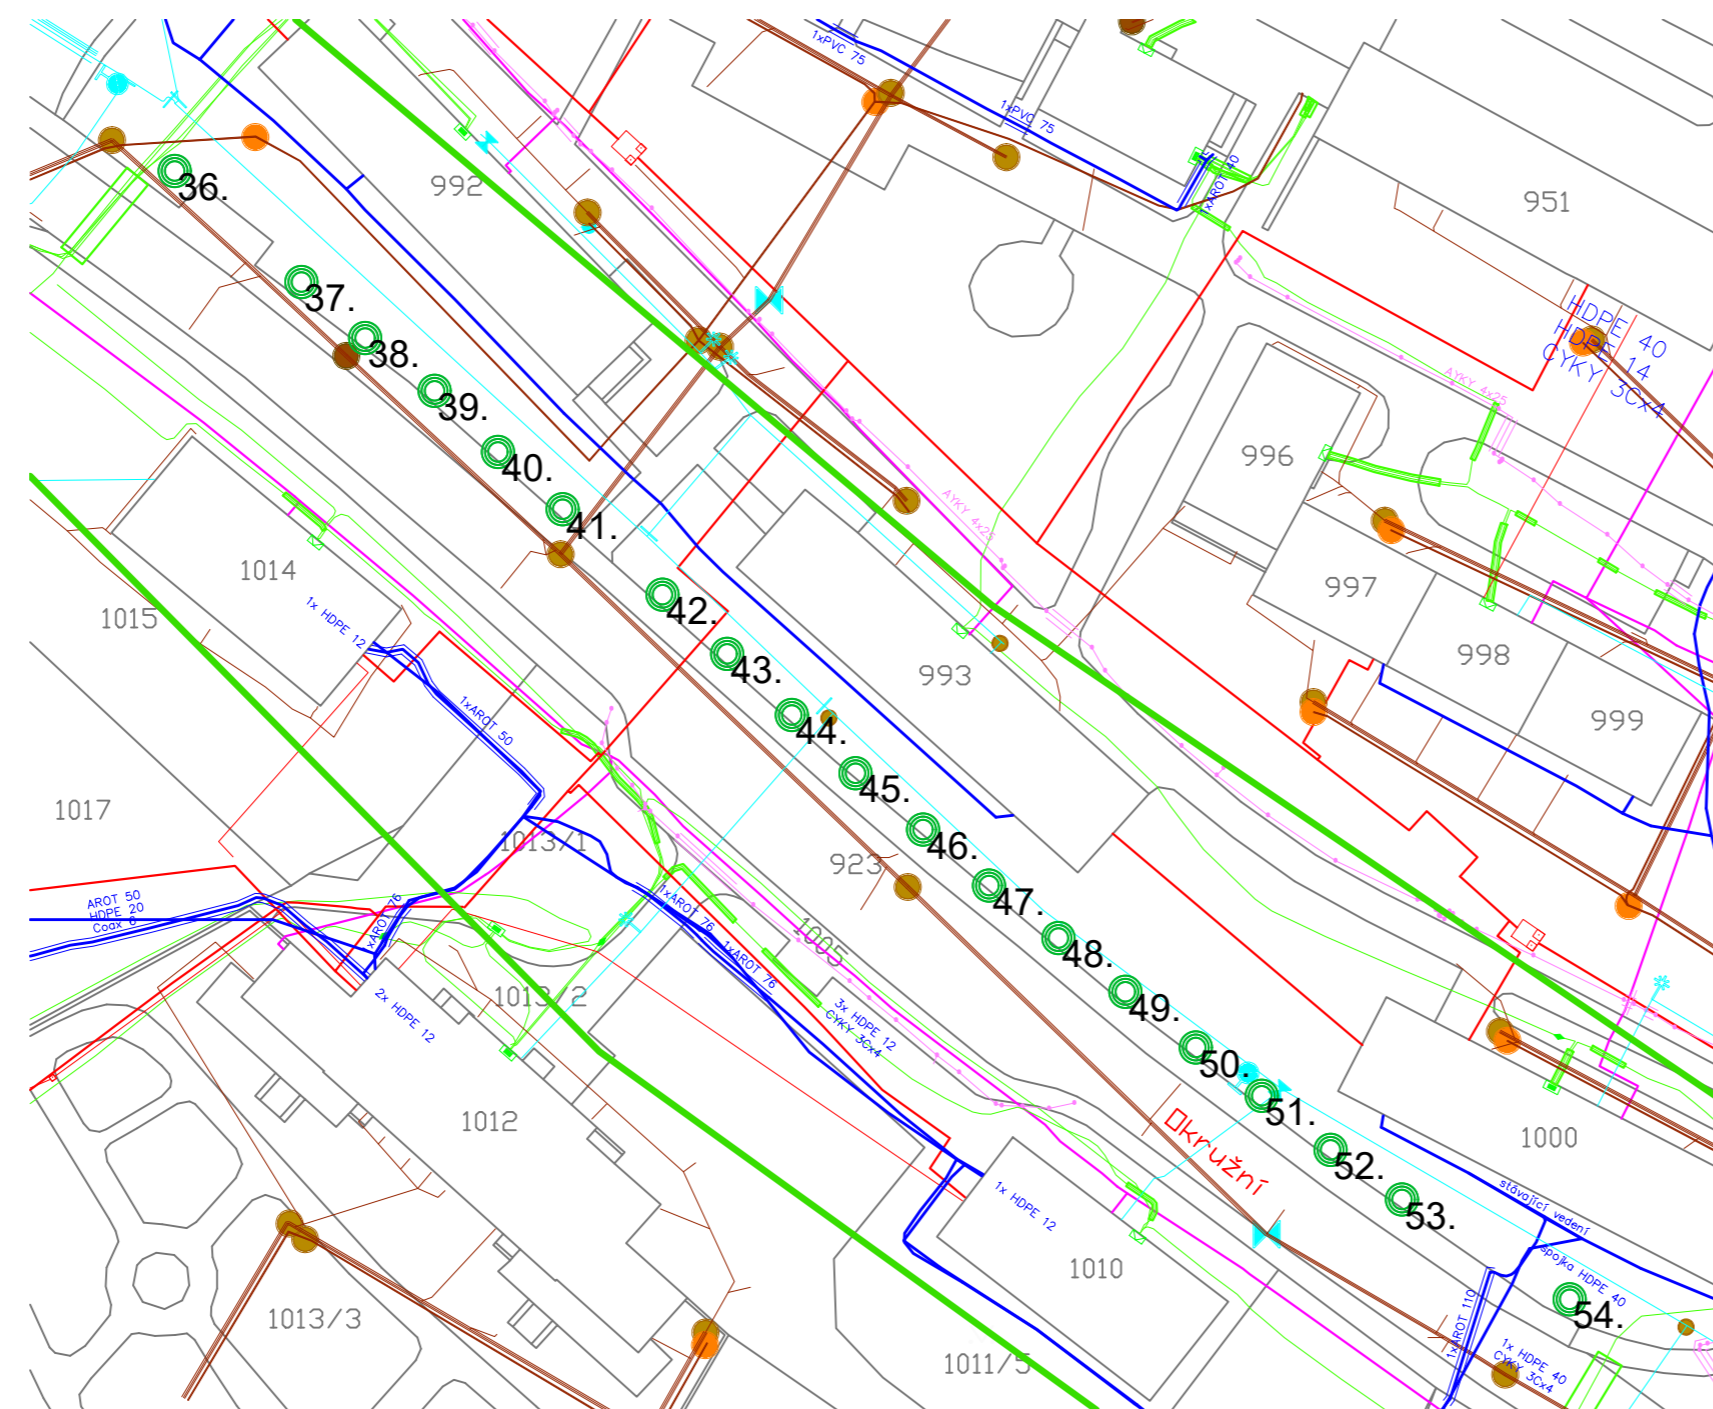 1xPVC 75
1xPVC 75
1xAROT 40
992
951
36.
37.
38.
39.
40.
41.
HDPE 40
HDPE 14
CYKY 3Cx4
AYKY 4x25
AYKY 4x25
996
997
998
999
1014
1015
1x HDPE 12
1xAROT 50
42.
43.
44.
45.
46.
47.
48.
49.
50.
51.
52.
53.
54.
993
1017
1013/1
923
1005
AROT 50
HDPE 20
Coax 6
1xAROT 76
1xAROT 76
1xAROT 76
2x HDPE 12
1013/2
3x HDPE 12
CYKY 3Cx4
1012
Okružní
1000
1x HDPE 12
stávající vedení
spojka HDPE 40
1010
1013/3
1011/5
1xAROT 110
1x HDPE 40
CYKY 3Cx4